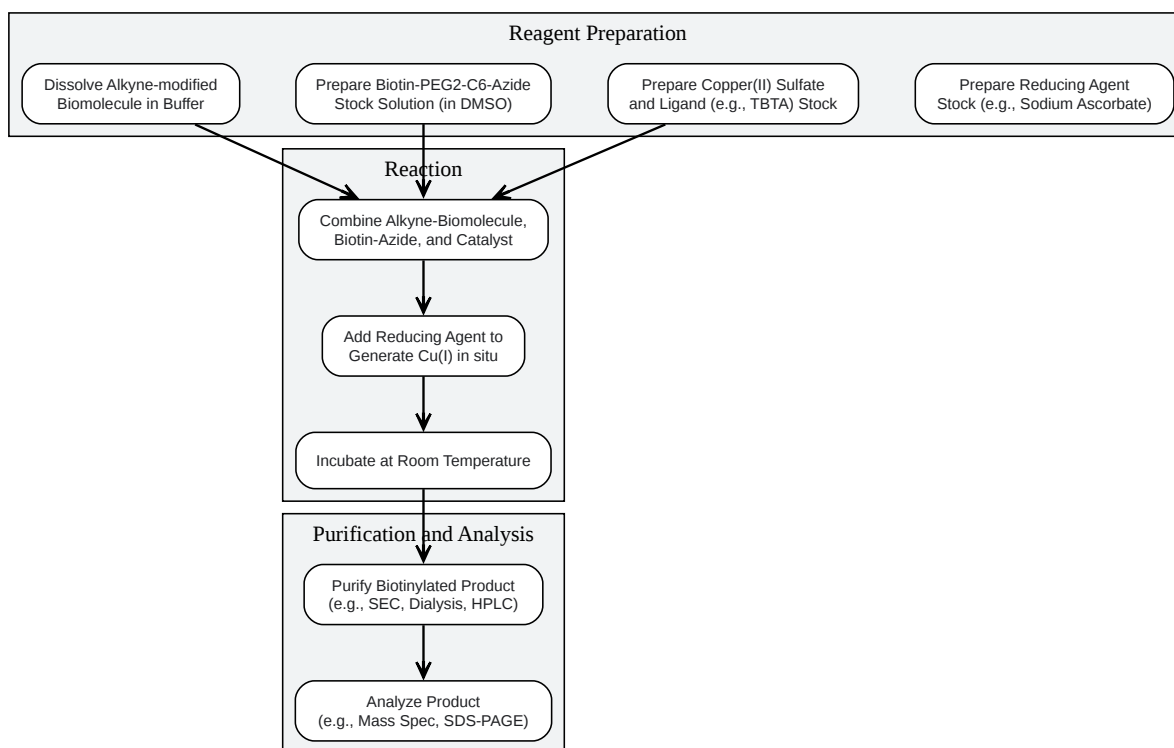 Reagent Preparation
Dissolve Alkyne-modified
Biomolecule in Buffer
Prepare Biotin-PEG2-C6-Azide
Stock Solution (in DMSO)
Prepare Copper(II) Sulfate
and Ligand (e.g., TBTA) Stock
Prepare Reducing Agent
Stock (e.g., Sodium Ascorbate)
Reaction
Combine Alkyne-Biomolecule,
Biotin-Azide, and Catalyst
Add Reducing Agent to
Generate Cu(I) in situ
Incubate at Room Temperature
Purification and Analysis
Purify Biotinylated Product
(e.g., SEC, Dialysis, HPLC)
Analyze Product
(e.g., Mass Spec, SDS-PAGE)